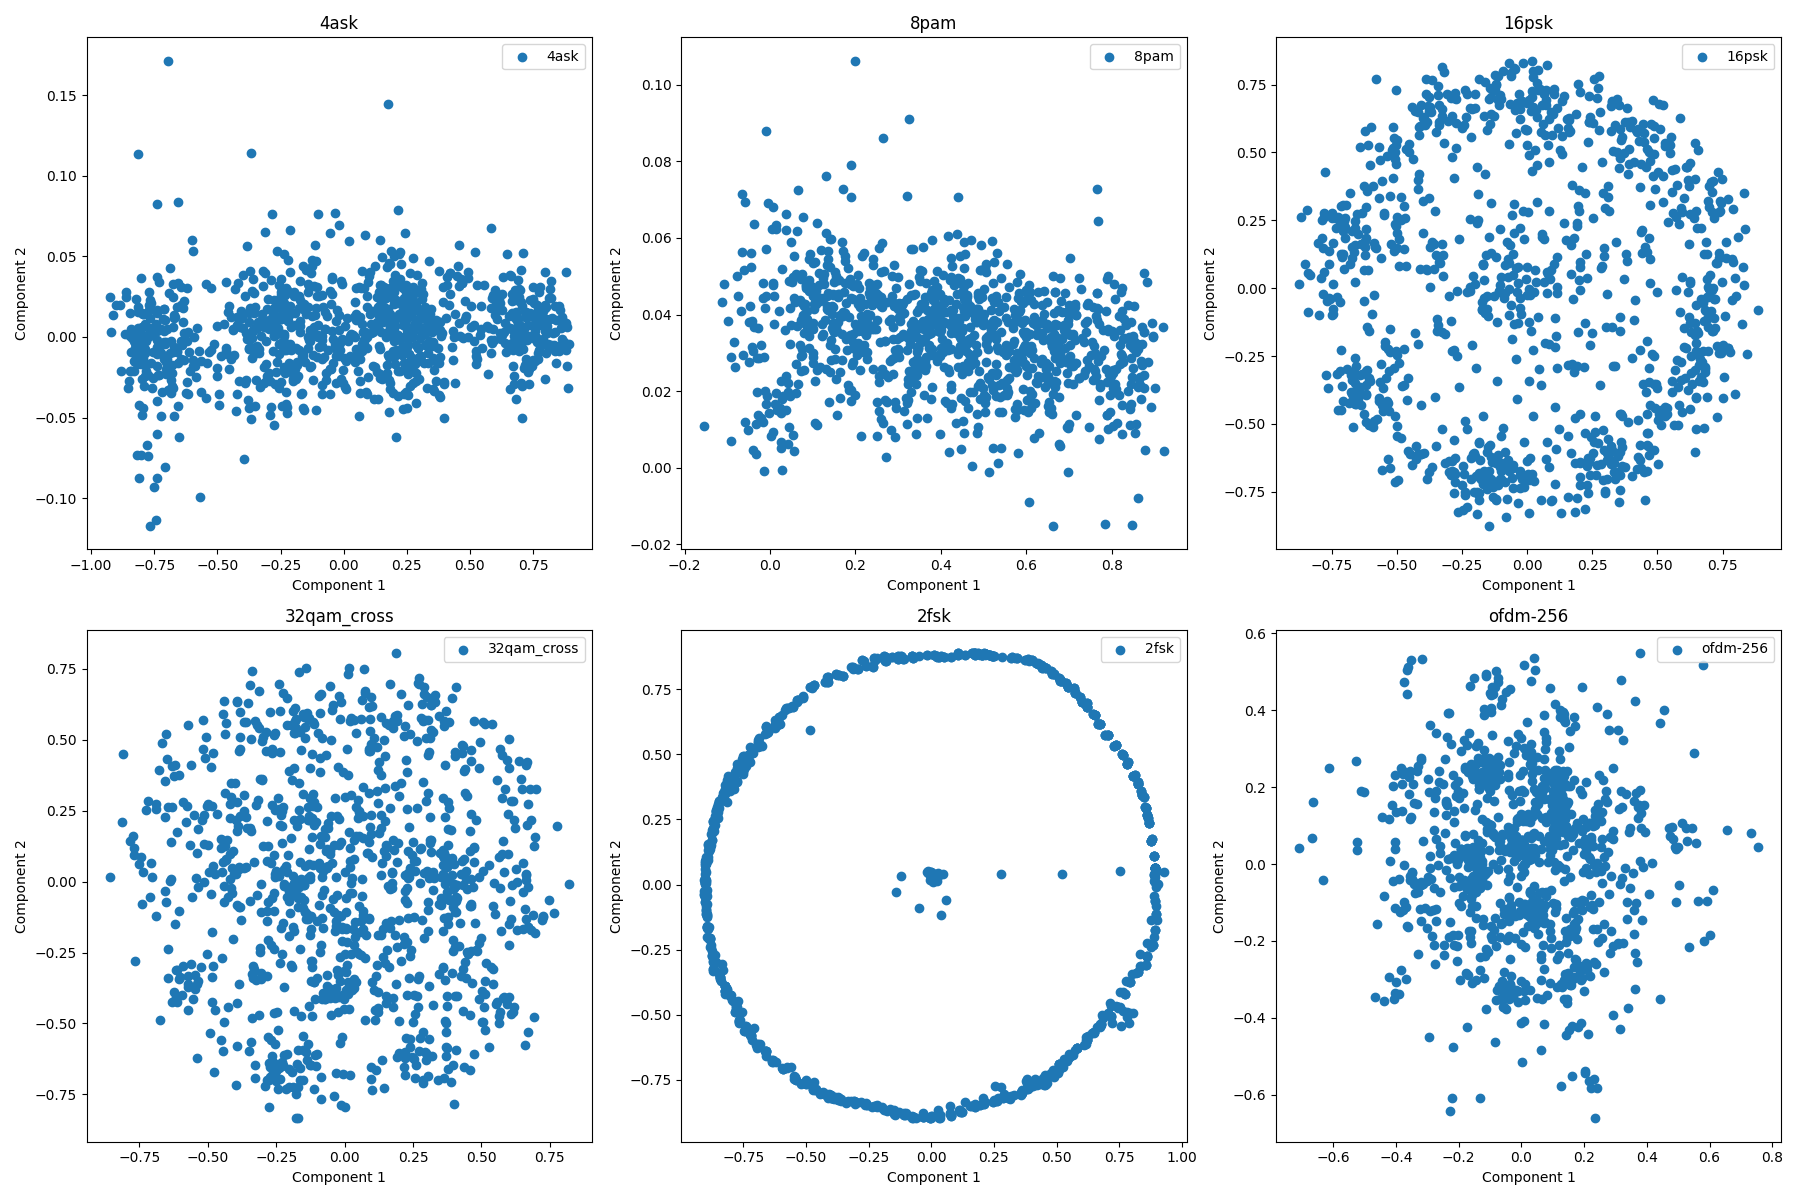 4ask
4ask
0.15
0.10
0.05
0.00
−0.05
−0.10
Component 2
−1.00 −0.75 −0.50 −0.25 0.00 0.25 0.50 0.75
Component 1
8pam
8pam
0.10
0.08
0.06
0.04
0.02
0.00
−0.02
Component 2
−0.2 0.0 0.2 0.4 0.6 0.8
Component 1
16psk
16psk
0.75
0.50
0.25
0.00
−0.25
−0.50
−0.75
Component 2
−0.75 −0.50 −0.25 0.00 0.25 0.50 0.75
Component 1
32qam_cross
32qam_cross
0.75
0.50
0.25
0.00
−0.25
−0.50
−0.75
Component 2
−0.75 −0.50 −0.25 0.00 0.25 0.50 0.75
Component 1
2fsk
2fsk
0.75
0.50
0.25
0.00
−0.25
−0.50
−0.75
Component 2
−0.75 −0.50 −0.25 0.00 0.25 0.50 0.75 1.00
Component 1
ofdm-256
ofdm-256
0.6
0.4
0.2
0.0
−0.2
−0.4
−0.6
Component 2
−0.6 −0.4 −0.2 0.0 0.2 0.4 0.6 0.8
Component 1